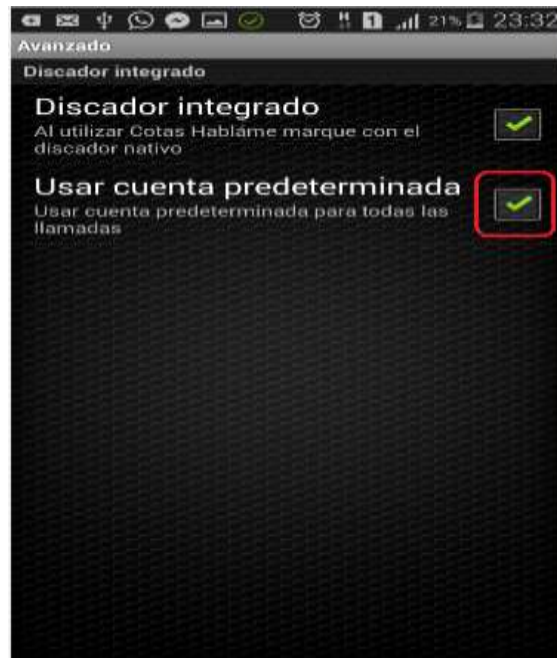 21% 23:32
Avanzado
Discador integrado
Discador integrado
Al utilizar Cotas Habláme marque con el
discador nativo
Usar cuenta predeterminada
Usar cuenta predeterminada para todas las
llamadas